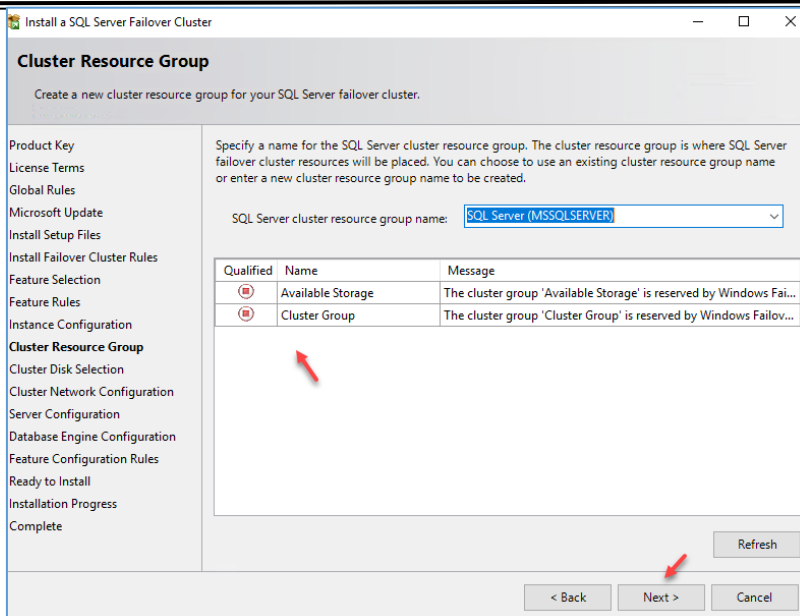 Install a SQL Server Failover Cluster
Cluster Resource Group
Create a new cluster resource group for your SQL Server failover cluster.
Product Key
License Terms
Global Rules
Microsoft Update
Install Setup Files
Install Failover Cluster Rules
Feature Selection
Feature Rules
Instance Configuration
Cluster Resource Group
Cluster Disk Selection
Cluster Network Configuration
Server Configuration
Database Engine Configuration
Feature Configuration Rules
Ready to Install
Installation Progress
Complete
Specify a name for the SQL Server cluster resource group. The cluster resource group is where SQL Server
failover cluster resources will be placed. You can choose to use an existing cluster resource group name
or enter a new cluster resource group name to be created.
SQL Server cluster resource group name: SQL Server (MSSQLSERVER)
Qualified Name Message
Available Storage The cluster group 'Available Storage' is reserved by Windows Fai...
Cluster Group The cluster group 'Cluster Group' is reserved by Windows Failov...
Refresh
< Back Next > Cancel